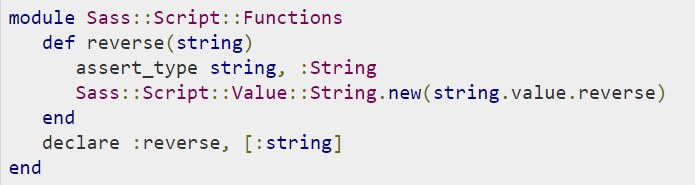 module Sass::Script::Functions
   def reverse(string)
      assert_type string, :String
      Sass::Script::Value::String.new(string.value.reverse)
   end
   declare :reverse, [:string]
end